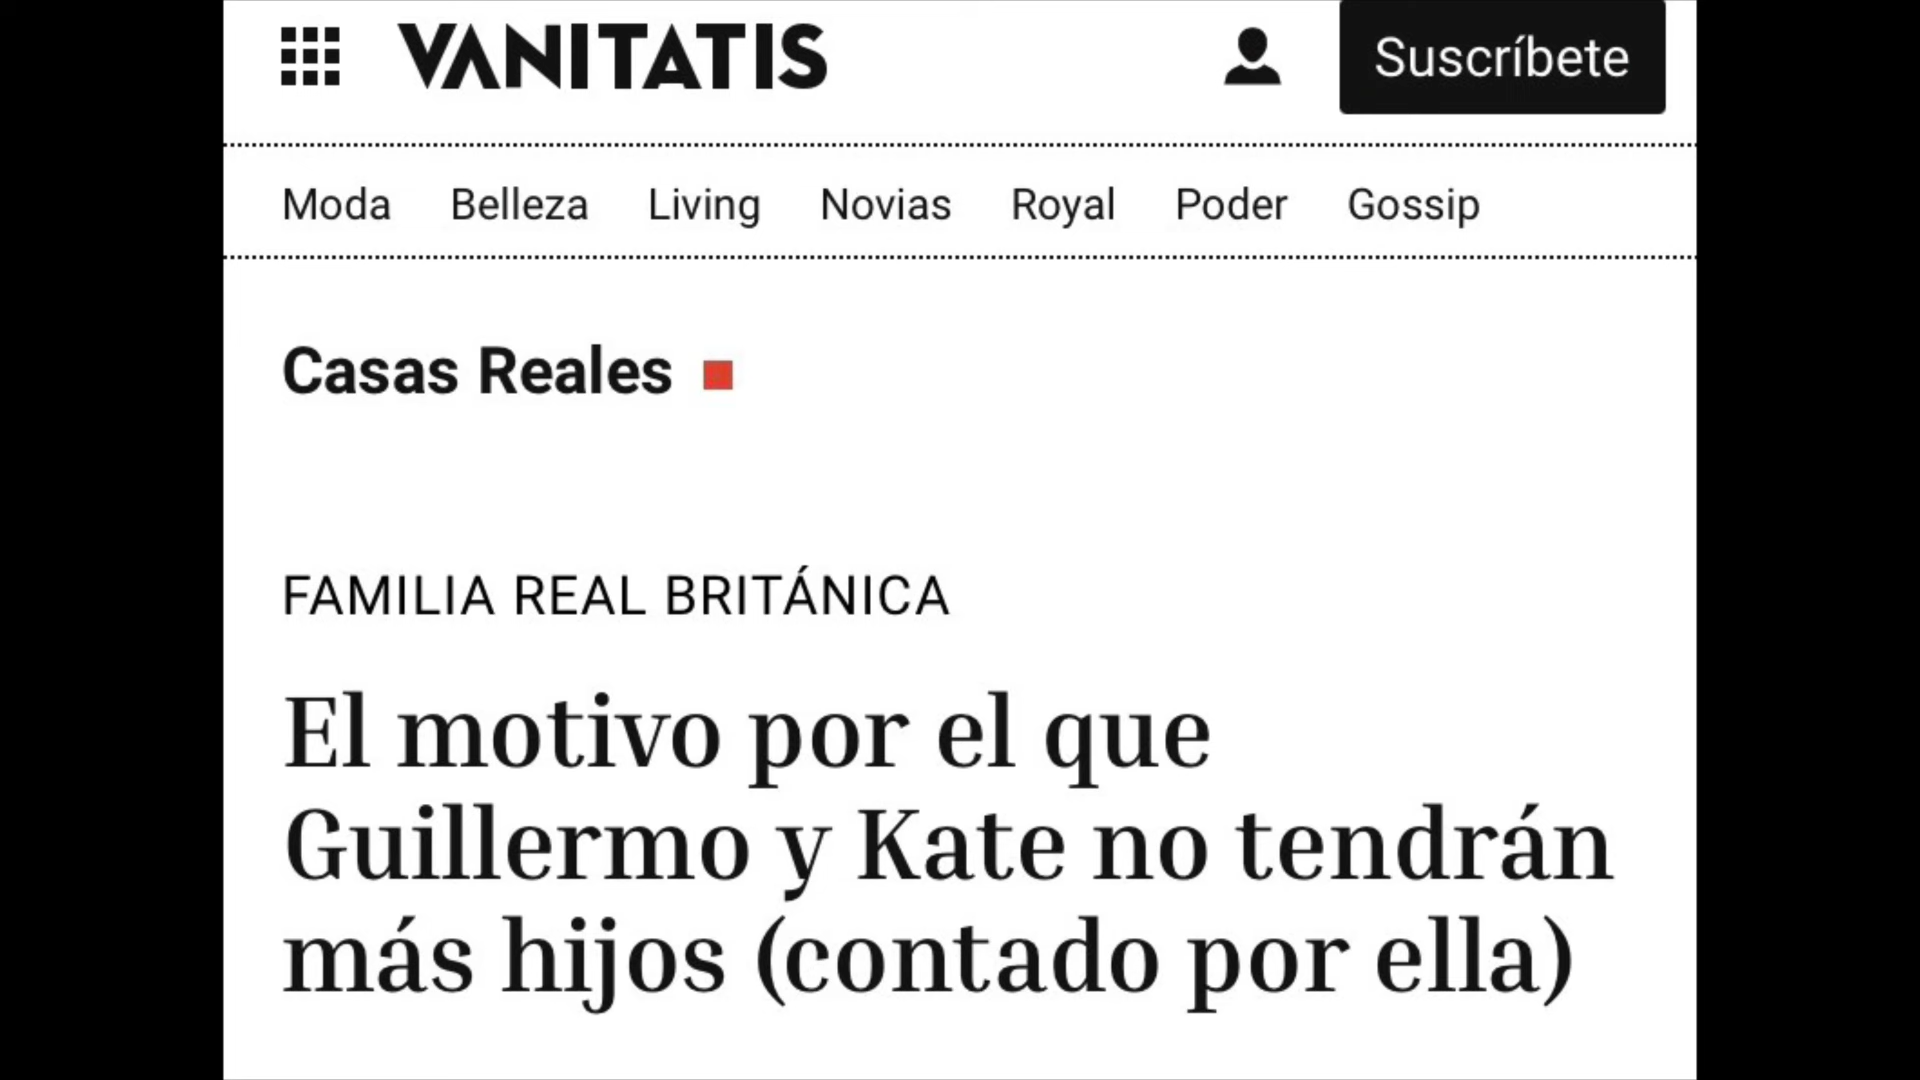 VANITATIS
Suscríbete
Moda Belleza Living Novias Royal Poder Gossip
Casas Reales
FAMILIA REAL BRITÁNICA
El motivo por el que
Guillermo y Kate no tendrán
más hijos (contado por ella)